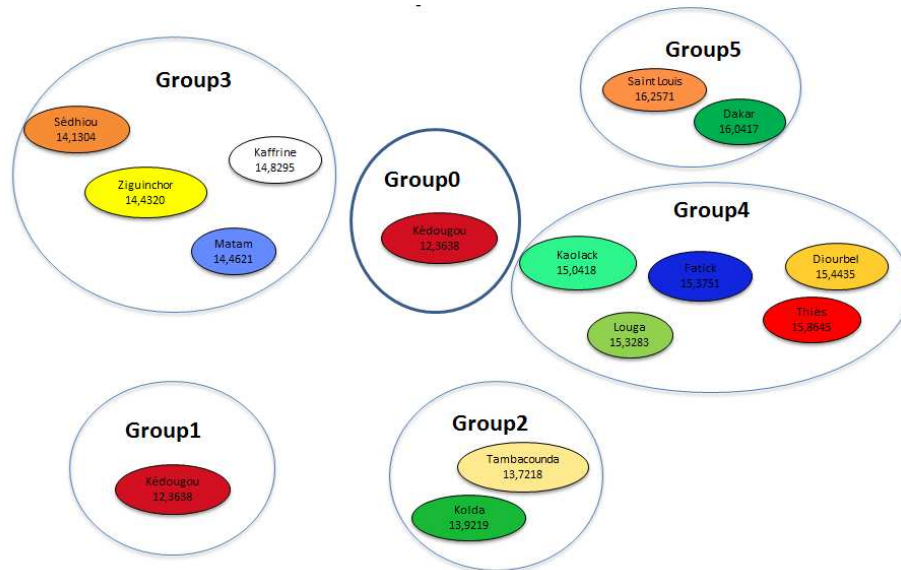 Group3
Sédhiou
14,1304
Kaffrine
14,8295
Ziguinchor
14,4320
Matam
14,4621
Group0
Kédougou
12,3638
Group5
Saint Louis
16,2571
Dakar
16,0417
Group4
Kaolack
15,0418
Fatick
15,3751
Diourbel
15,4435
Louga
15,3283
Thiès
15,8645
Group1
Kédougou
12,3638
Group2
Tambacounda
13,7218
Kolda
13,9219